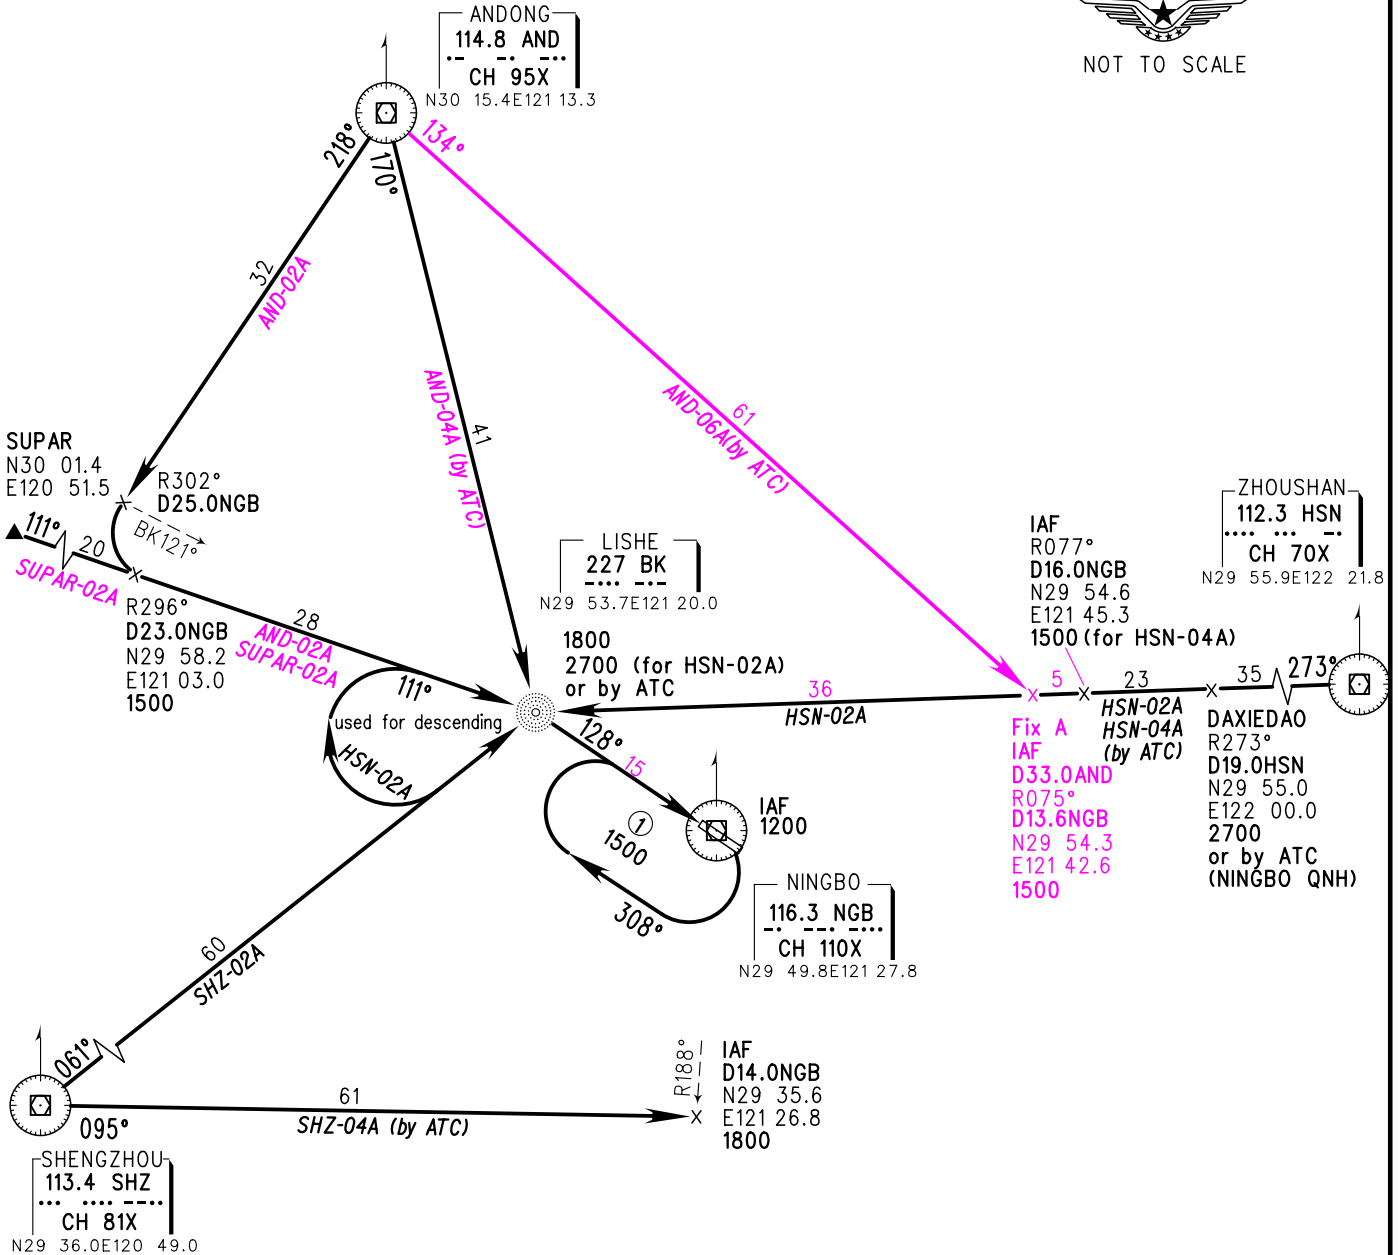 ANDONG
114.8 AND
CH 95X
N30 15.4E121 13.3
NOT TO SCALE
218°
170°
134°
32
AND-02A
AND-04A (by ATC)
41
61
AND-06A(by ATC)
SUPAR
N30 01.4
E120 51.5
R302°
D25.0NGB
BK121°
111°
20
SUPAR-02A
R296°
D23.0NGB
N29 58.2
E121 03.0
1500
28
AND-02A
SUPAR-02A
111°
used for descending
HSN-02A
LISHE
227 BK
N29 53.7E121 20.0
1800
2700 (for HSN-02A)
or by ATC
128°
15
36
HSN-02A
IAF
R077°
D16.0NGB
N29 54.6
E121 45.3
1500 (for HSN-04A)
ZHOUSHAN
112.3 HSN
CH 70X
N29 55.9E122 21.8
5
23
35
273°
HSN-02A
HSN-04A
(by ATC)
Fix A
IAF
D33.0AND
R075°
D13.6NGB
N29 54.3
E121 42.6
1500
DAXIEDAO
R273°
D19.0HSN
N29 55.0
E122 00.0
2700
or by ATC
(NINGBO QNH)
IAF
1200
1
1500
308°
NINGBO
116.3 NGB
CH 110X
N29 49.8E121 27.8
60
SHZ-02A
061°
61
SHZ-04A (by ATC)
095°
R188°
IAF
D14.0NGB
N29 35.6
E121 26.8
1800
SHENGZHOU
113.4 SHZ
CH 81X
N29 36.0E120 49.0